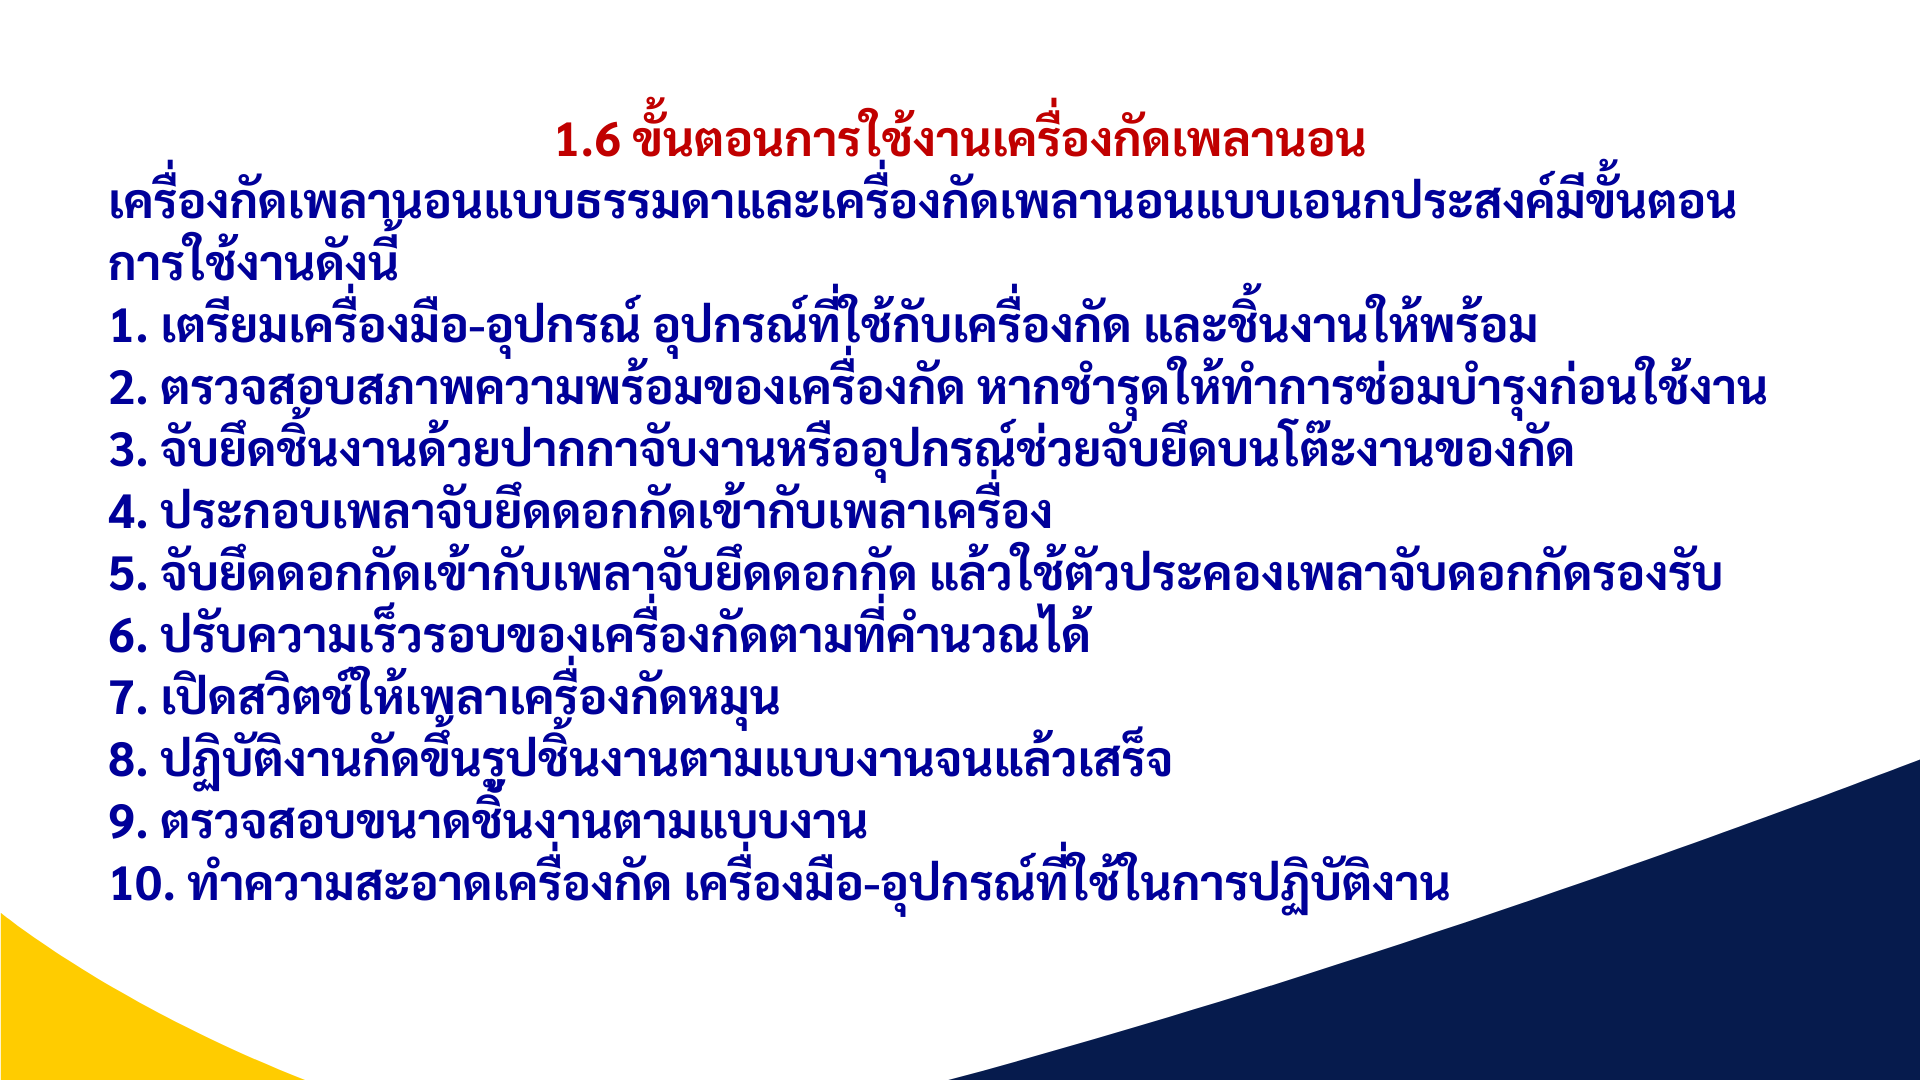 1.6 ขั้นตอนการใช้งานเครื่องกัดเพลานอน
เครื่องกัดเพลานอนแบบธรรมดาและเครื่องกัดเพลานอนแบบเอนกประสงค์มีขั้นตอน
การใช้งานดังนี้
1. เตรียมเครื่องมือ-อุปกรณ์ อุปกรณ์ที่ใช้กับเครื่องกัด และชิ้นงานให้พร้อม
2. ตรวจสอบสภาพความพร้อมของเครื่องกัด หากชำรุดให้ทำการซ่อมบำรุงก่อนใช้งาน
3. จับยึดชิ้นงานด้วยปากกาจับงานหรืออุปกรณ์ช่วยจับยึดบนโต๊ะงานของกัด
4. ประกอบเพลาจับยึดดอกกัดเข้ากับเพลาเครื่อง
5. จับยึดดอกกัดเข้ากับเพลาจับยึดดอกกัด แล้วใช้ตัวประคองเพลาจับดอกกัดรองรับ
6. ปรับความเร็วรอบของเครื่องกัดตามที่คำนวณได้
7. เปิดสวิตช์ให้เพลาเครื่องกัดหมุน
8. ปฏิบัติงานกัดขึ้นรูปชิ้นงานตามแบบงานจนแล้วเสร็จ
9. ตรวจสอบขนาดชิ้นงานตามแบบงาน
10. ทำความสะอาดเครื่องกัด เครื่องมือ-อุปกรณ์ที่ใช้ในการปฏิบัติงาน